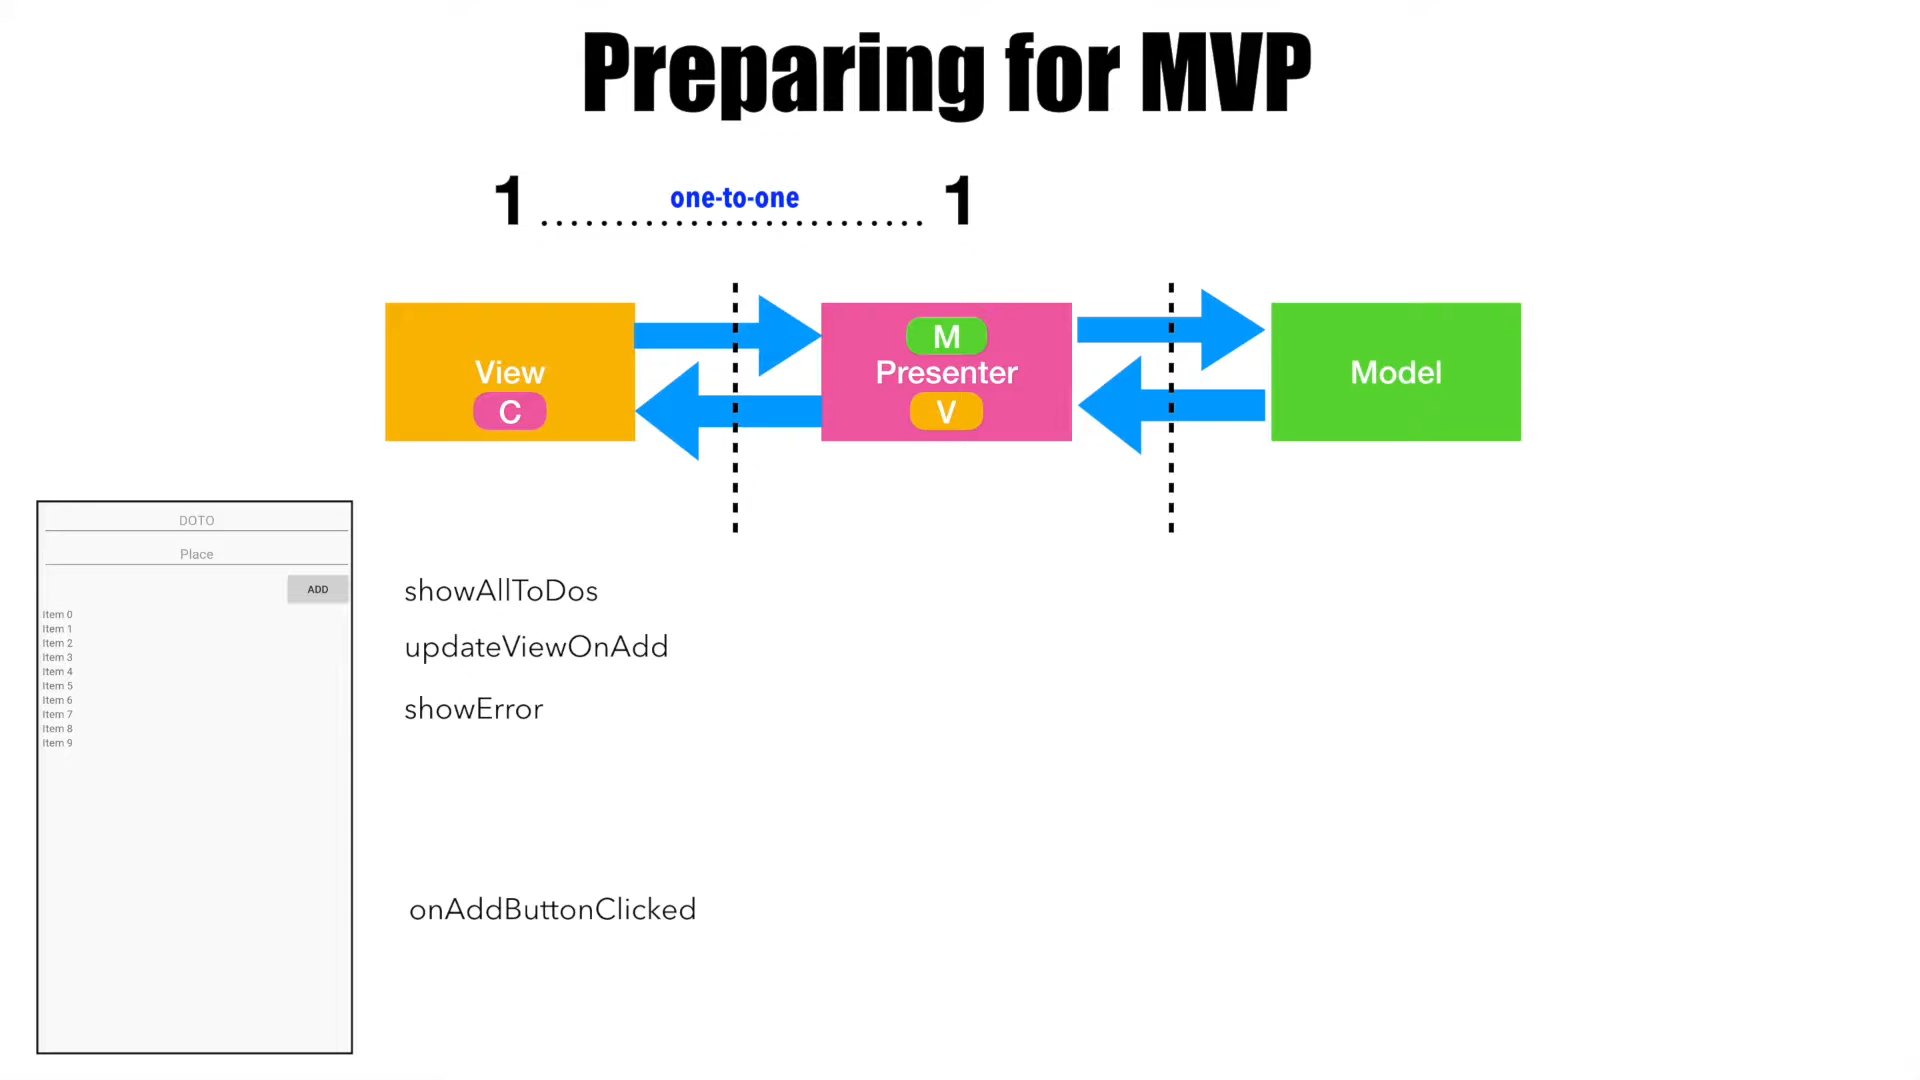 Preparing for MVP
1 one-to-one 1
View
C
M
Presenter
V
Model
DOTO
Place
ADD
Item 0
Item 1
Item 2
Item 3
Item 4
Item 5
Item 6
Item 7
Item 8
Item 9
showAllToDos
updateViewOnAdd
showError
onAddButtonClicked